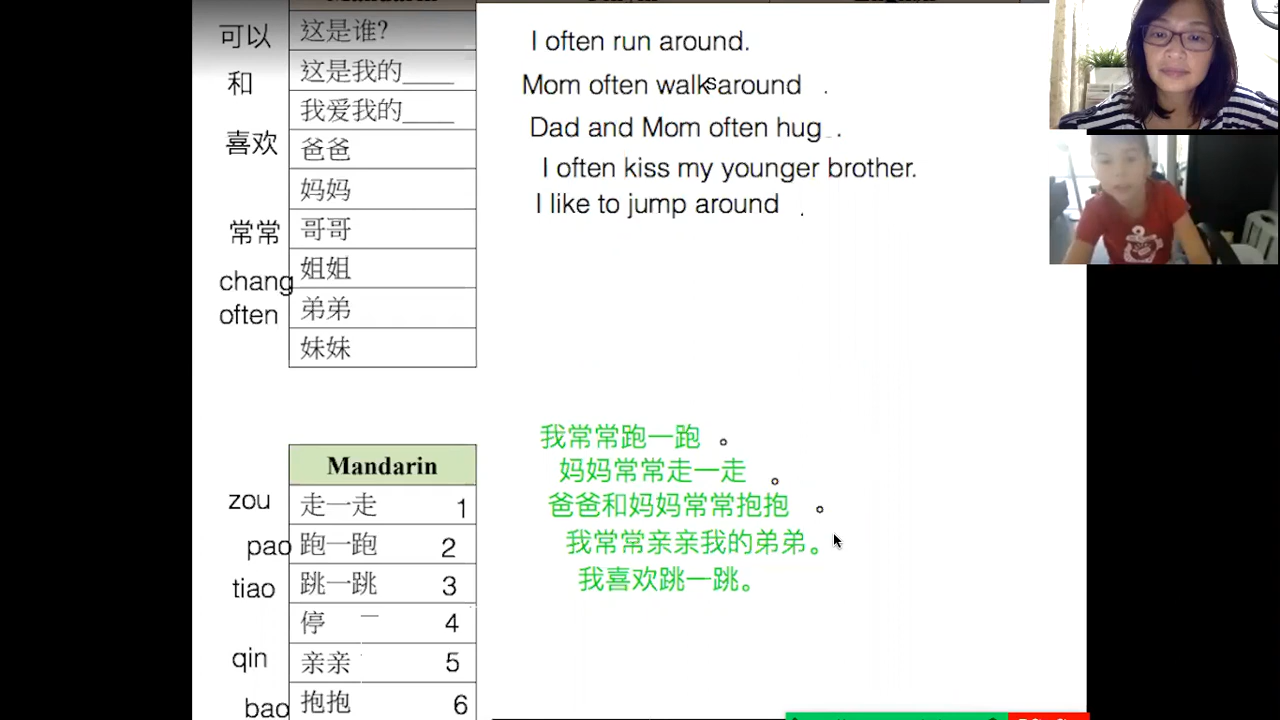 Mandarin
English
可以
这是谁?
I often run around.
和
这是我的____
Mom often walks around .
喜欢
我爱我的____
Dad and Mom often hug .
爸爸
I often kiss my younger brother.
妈妈
I like to jump around .
常常
哥哥
chang
姐姐
often
弟弟
妹妹
我常常跑一跑 。
Mandarin
妈妈常常走一走 。
zou
走一走 1
爸爸和妈妈常常抱抱 。
pao
跑一跑 2
我常常亲亲我的弟弟。
tiao
跳一跳 3
我喜欢跳一跳。
停 一 4
qin
亲亲 5
bao
抱抱 6